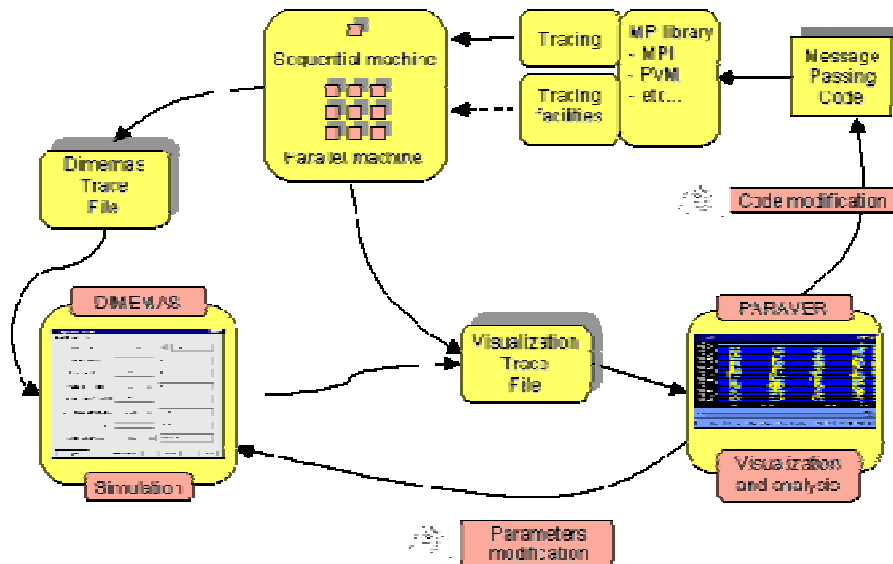 Sequential machine
Parallel machine
Tracing
Tracing
facilities
MP library
- MPI
- PVM
- etc...
Message
Passing
Code
Dimemas
Trace
File
Code modification
DIMEMAS
Simulation
Visualization
Trace
File
PARAVER
Visualization
and analysis
Parameters
modification